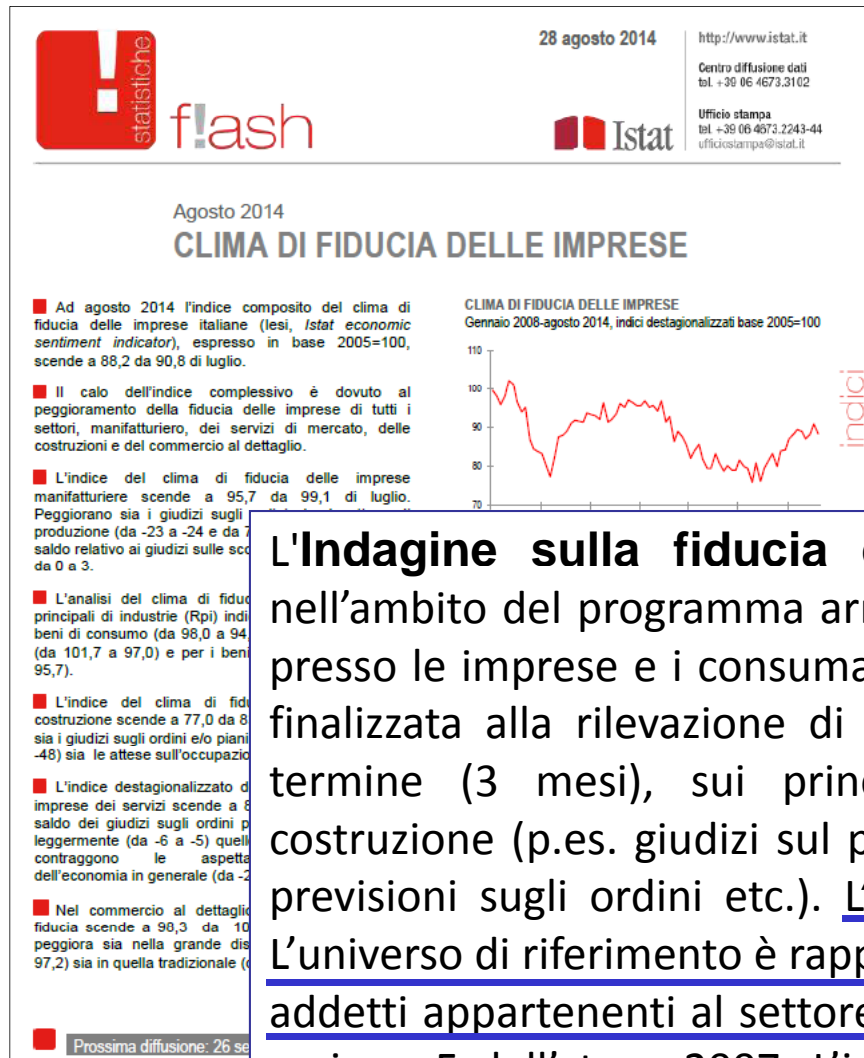 statistiche
f!ash
28 agosto 2014
Istat
http://www.istat.it
Centro diffusione dati
tel. +39 06 4673.3102
Ufficio stampa
tel. +39 06 4673.2243-44
ufficiostampa@istat.it
Agosto 2014
CLIMA DI FIDUCIA DELLE IMPRESE
Ad agosto 2014 l'indice composito del clima di
fiducia delle imprese italiane (Iesi, Istat economic
sentiment indicator), espresso in base 2005=100,
scende a 88,2 da 90,8 di luglio.
Il calo dell'indice complessivo è dovuto al
peggioramento della fiducia delle imprese di tutti i
settori, manifatturiero, dei servizi di mercato, delle
costruzioni e del commercio al dettaglio.
L'indice del clima di fiducia delle imprese
manifatturiere scende a 95,7 da 99,1 di luglio.
Peggiorano sia i giudizi sugli
produzione (da -23 a -24 e da 7
saldo relativo ai giudizi sulle sco
da 0 a 3.
L'analisi del clima di fiduc
principali di industrie (Rpi) indi
beni di consumo (da 98,0 a 94,
(da 101,7 a 97,0) e per i beni
95,7).
L'indice del clima di fidu
costruzione scende a 77,0 da 8
sia i giudizi sugli ordini e/o piani
-48) sia le attese sull'occupazio
L'indice destagionalizzato d
imprese dei servizi scende a 8
saldo dei giudizi sugli ordini p
leggermente (da -6 a -5) quell
contraggono le aspetta
dell'economia in generale (da -2
Nel commercio al dettaglio
fiducia scende a 98,3 da 10
peggiora sia nella grande dis
97,2) sia in quella tradizionale (
Prossima diffusione: 26 se
CLIMA DI FIDUCIA DELLE IMPRESE
Gennaio 2008-agosto 2014, indici destagionalizzati base 2005=100
110
100
90
80
70
indici
L'Indagine sulla fiducia
nell'ambito del programma ar
presso le imprese e i consuma
finalizzata alla rilevazione di
termine (3 mesi), sui prin
costruzione (p.es. giudizi sul p
previsioni sugli ordini etc.). L'
L'universo di riferimento è rapp
addetti appartenenti al settore